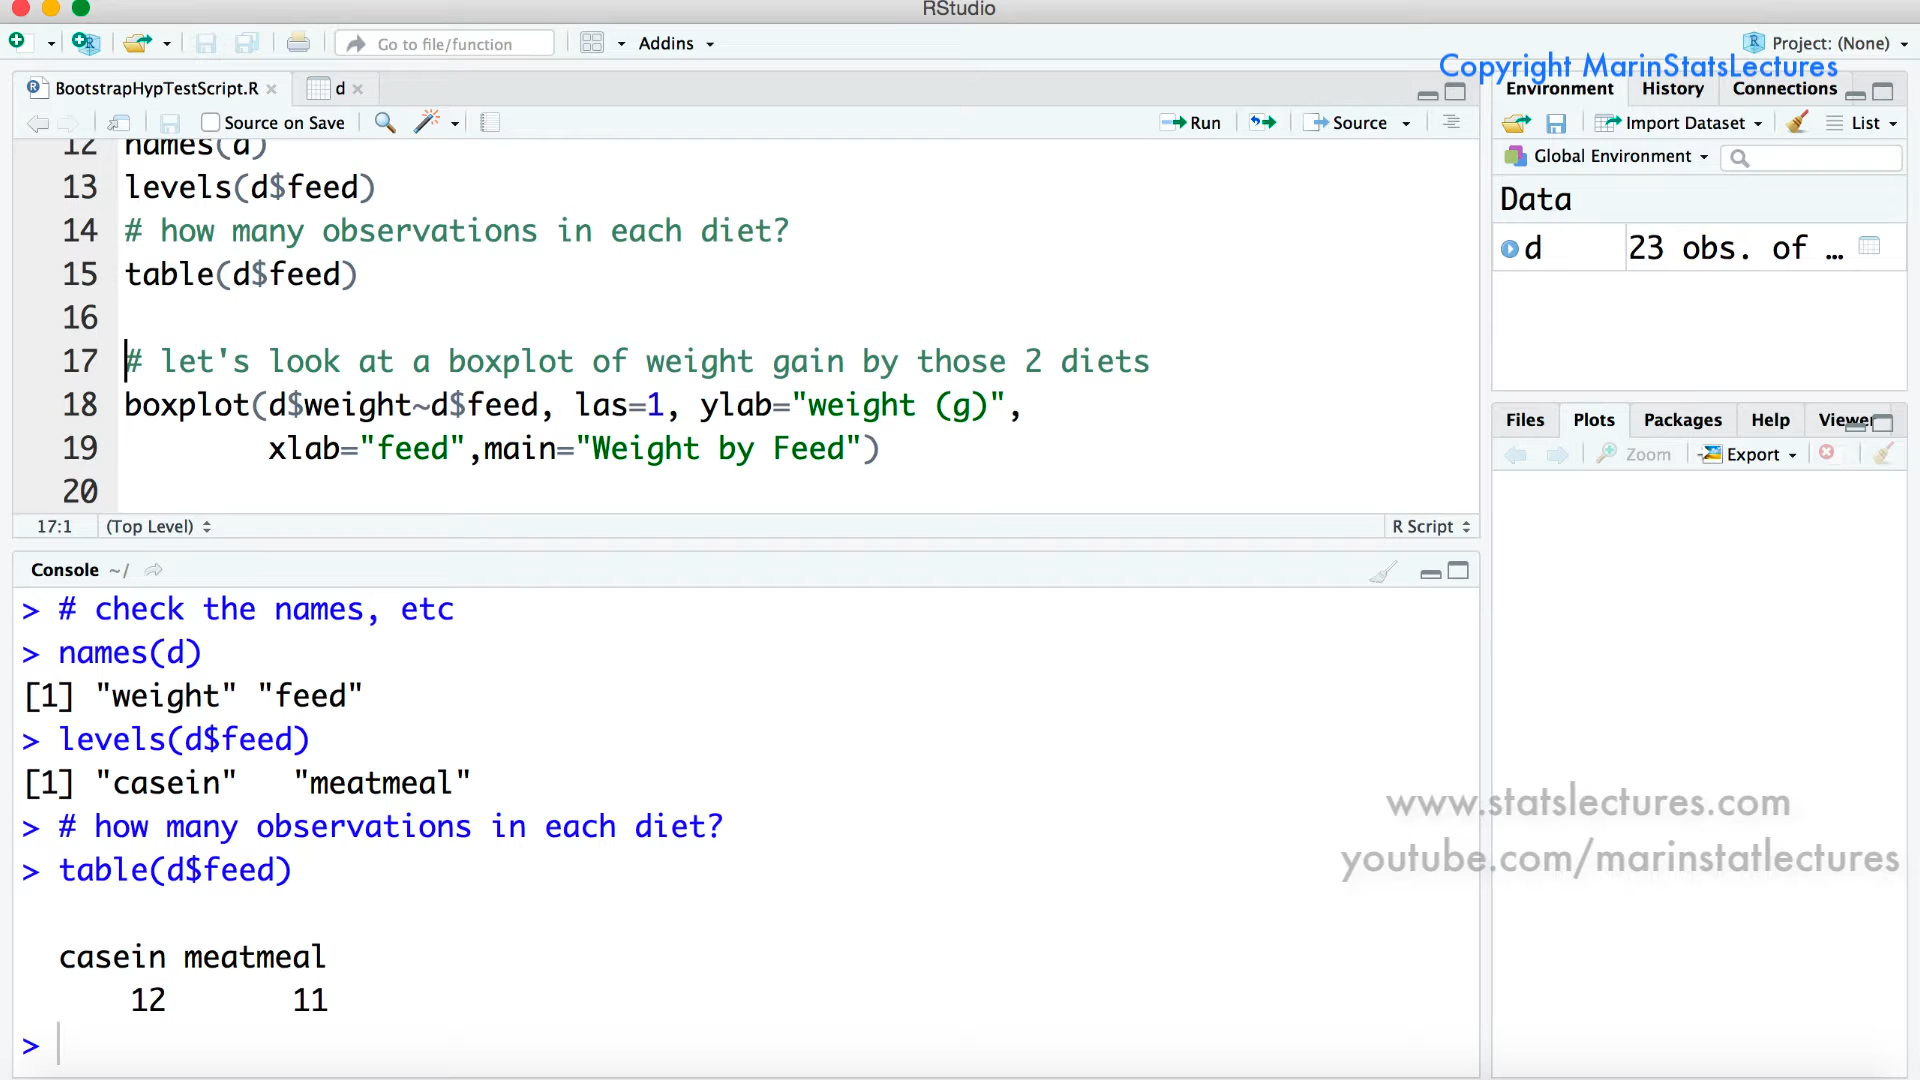 RStudio
Go to file/function
Addins
Project: (None)
Copyright MarinStatsLectures
BootstrapHypTestScript.R
d
Source on Save
Run
Source
12 names(d)
13 levels(d$feed)
14 # how many observations in each diet?
15 table(d$feed)
16
17 # let's look at a boxplot of weight gain by those 2 diets
18 boxplot(d$weight~d$feed, las=1, ylab="weight (g)",
19 xlab="feed",main="Weight by Feed")
20
17:1 (Top Level) R Script
Console ~/
> # check the names, etc
> names(d)
[1] "weight" "feed"
> levels(d$feed)
[1] "casein"   "meatmeal"
> # how many observations in each diet?
> table(d$feed)
casein meatmeal
12 11
>
Environment History Connections
Import Dataset List
Global Environment
Data
d 23 obs. of …
Files Plots Packages Help Viewer
Zoom Export
www.statslectures.com
youtube.com/marinstatlectures